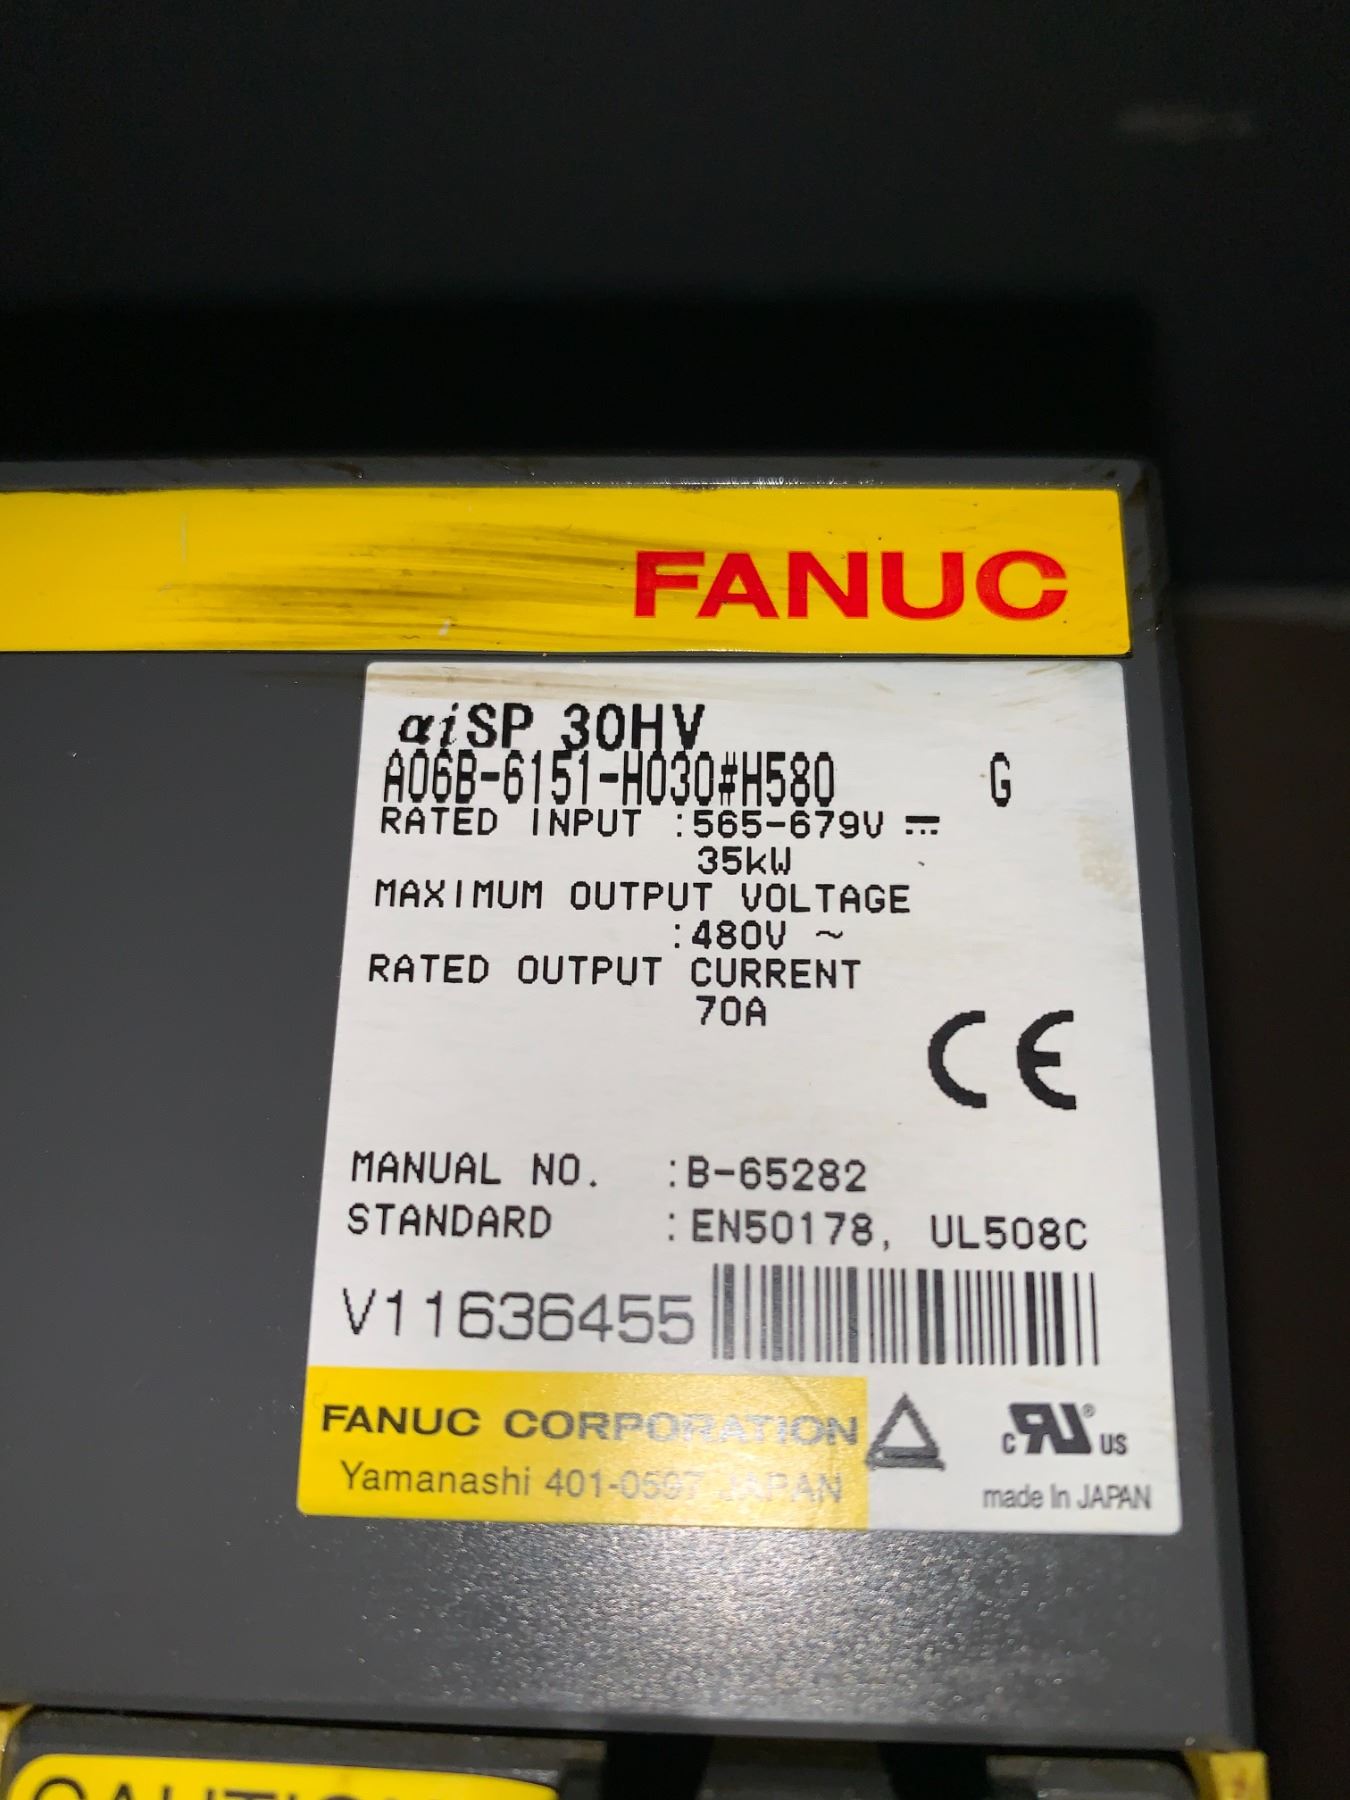 FANUC
αiSP 30HV
A06B-6151-H030#H580 G
RATED INPUT :565-679V ⎓
35kW
MAXIMUM OUTPUT VOLTAGE
:480V ~
RATED OUTPUT CURRENT
70A
CE
MANUAL NO. :B-65282
STANDARD :EN50178, UL508C
V11636455
FANUC CORPORATION
Yamanashi 401-0597 JAPAN
c RU ® US
made In JAPAN